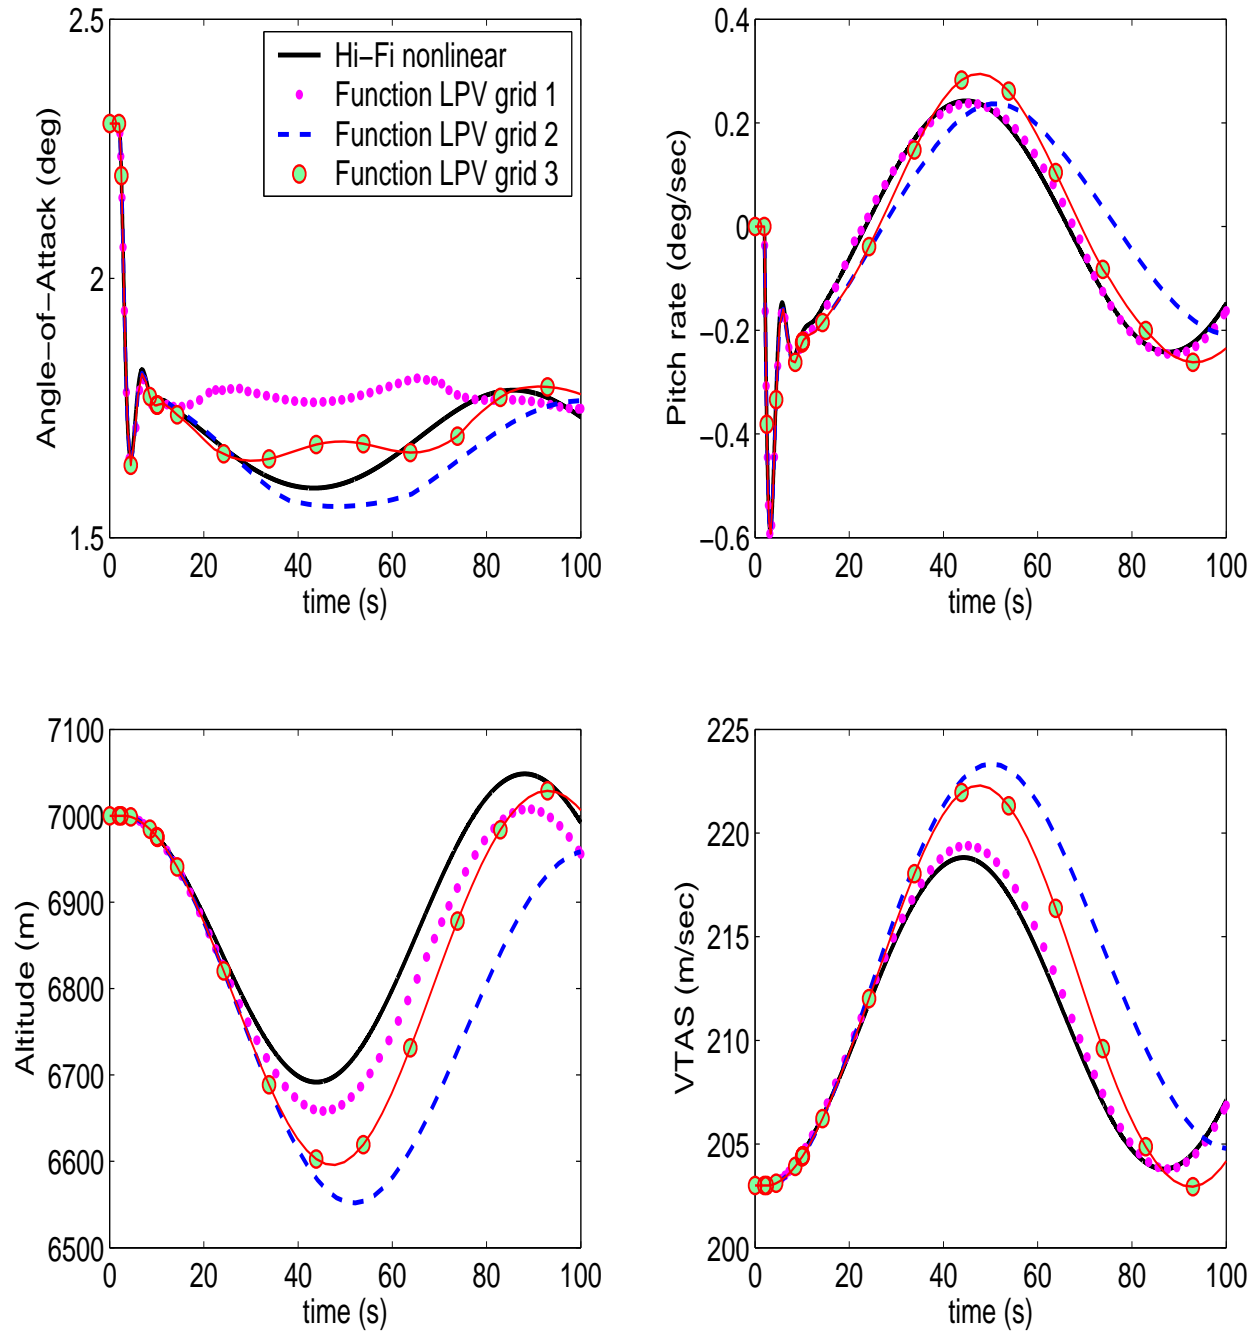 2.5
2
1.5
Angle-of-Attack (deg)
Hi-Fi nonlinear
Function LPV grid 1
Function LPV grid 2
Function LPV grid 3
0 20 40 60 80 100
time (s)
0.4
0.2
0
-0.2
-0.4
-0.6
Pitch rate (deg/sec)
0 20 40 60 80 100
time (s)
7100
7000
6900
6800
6700
6600
6500
Altitude (m)
0 20 40 60 80 100
time (s)
225
220
215
210
205
200
VTAS (m/sec)
0 20 40 60 80 100
time (s)